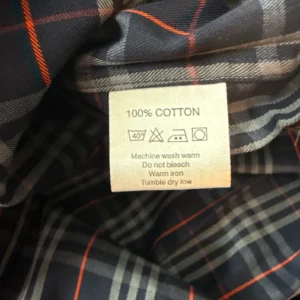 100% COTTON
40°
Machine wash warm
Do not bleach
Warm iron
Tumble dry low